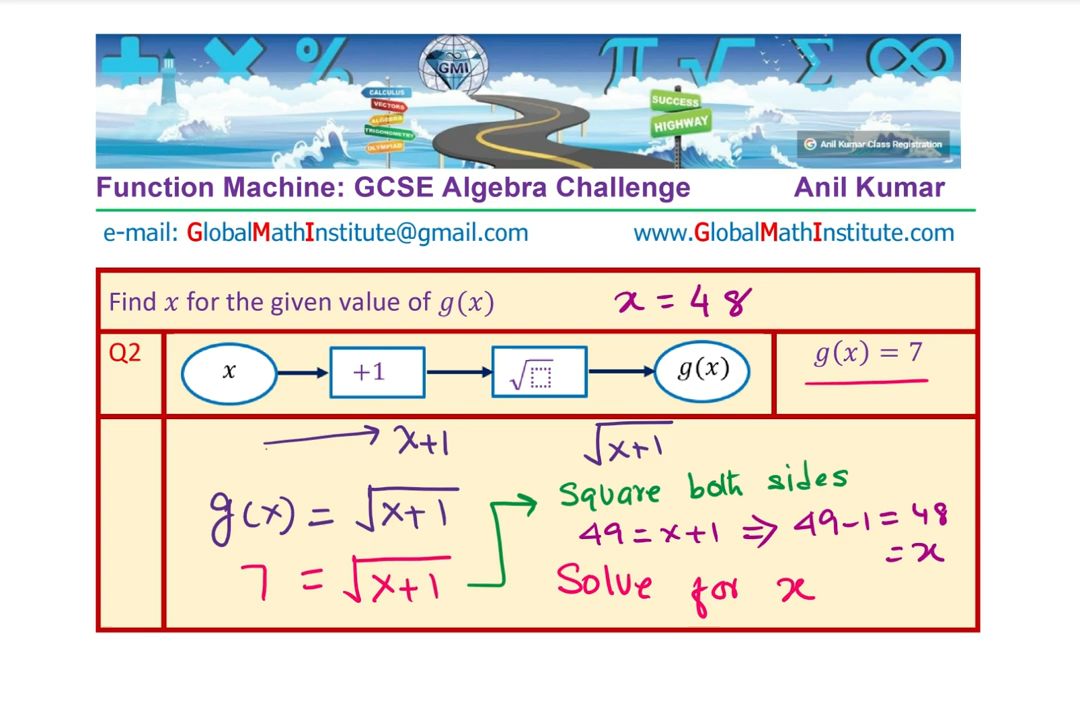 GMI
CALCULUS
VECTORS
ALGEBRA
TRIGONOMETRY
OLYMPIAD
SUCCESS
HIGHWAY
Anil Kumar Class Registration
Function Machine: GCSE Algebra Challenge Anil Kumar
e-mail: GlobalMathInstitute@gmail.com www.GlobalMathInstitute.com
Find x for the given value of g(x) x = 48
Q2 x +1 √ g(x) g(x) = 7
x+1 √x+1
g(x) = √x+1
Square both sides
49 = x+1 ⇒ 49-1 = 48
= x
7 = √x+1
Solve for x